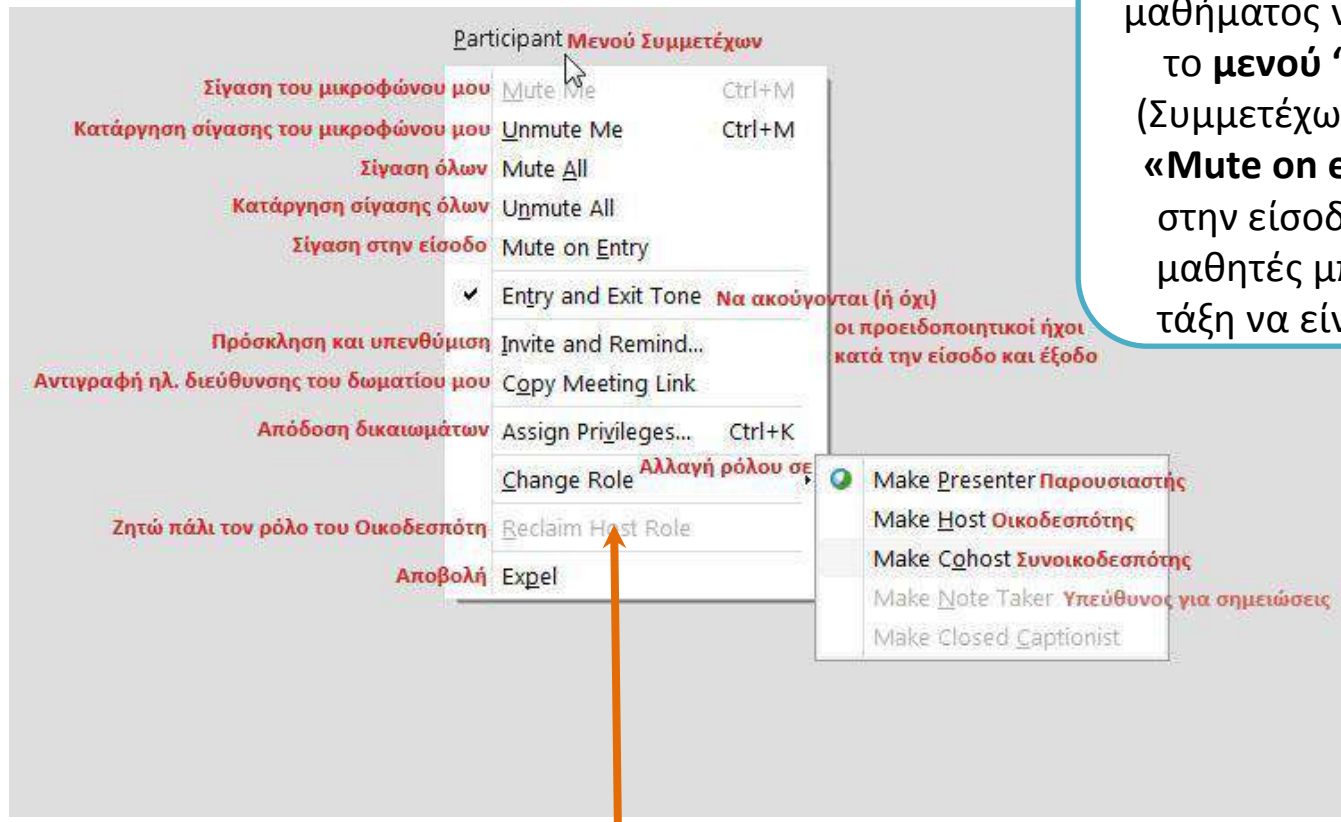 μαθήματος
το μενού
(Συμμετέχω
«Mute on
στην
μαθητές
τάξη να
Participant Μενού Συμμετέχων
Σίγαση του μικροφώνου μου Mute Me Ctrl+M
Κατάργηση σίγασης του μικροφώνου μου Unmute Me Ctrl+M
Σίγαση όλων Mute All
Κατάργηση σίγασης όλων Unmute All
Σίγαση στην είσοδο Mute on Entry
Entry and Exit Tone Να ακούγονται (ή όχι)
οι προειδοποιητικοί ήχοι
κατά την είσοδο και έξοδο
Πρόσκληση και υπενθύμιση Invite and Remind...
Αντιγραφή ηλ. διεύθυνσης του δωματίου μου Copy Meeting Link
Απόδοση δικαιωμάτων Assign Privileges... Ctrl+K
Change Role Αλλαγή ρόλου σε
Ζητώ πάλι τον ρόλο του Οικοδεσπότη Reclaim Host Role
Αποβολή Expel
Make Presenter Παρουσιαστής
Make Host Οικοδεσπότης
Make Cohost Συνοικοδεσπότης
Make Note Taker Υπεύθυνος για σημειώσεις
Make Closed Captionist